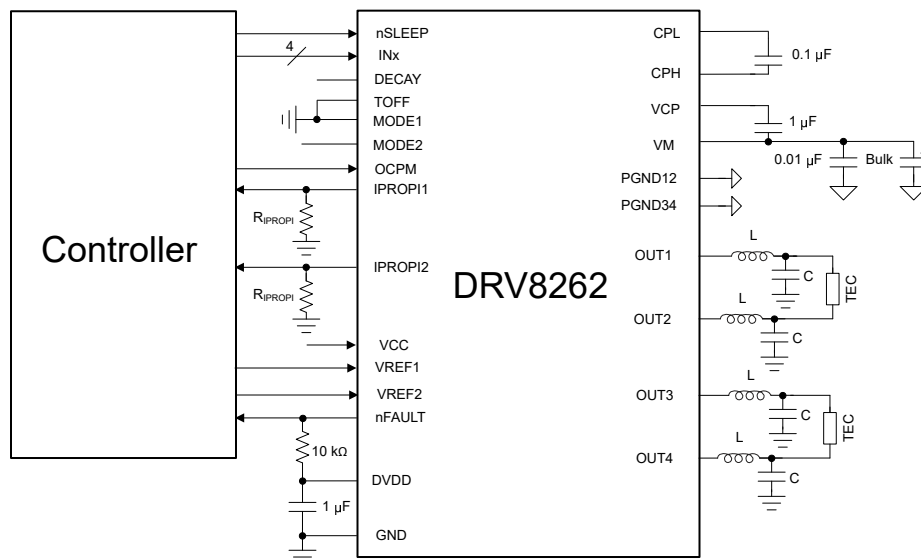 Controller
DRV8262
4
nSLEEP
INx
DECAY
TOFF
MODE1
MODE2
OCPM
IPROPI1
RIPROPI
IPROPI2
RIPROPI
VCC
VREF1
VREF2
nFAULT
10 kΩ
DVDD
1 µF
GND
CPL
0.1 µF
CPH
VCP
1 µF
VM
0.01 µF
Bulk
PGND12
PGND34
OUT1
L
C
TEC
OUT2
L
C
OUT3
L
C
TEC
OUT4
L
C